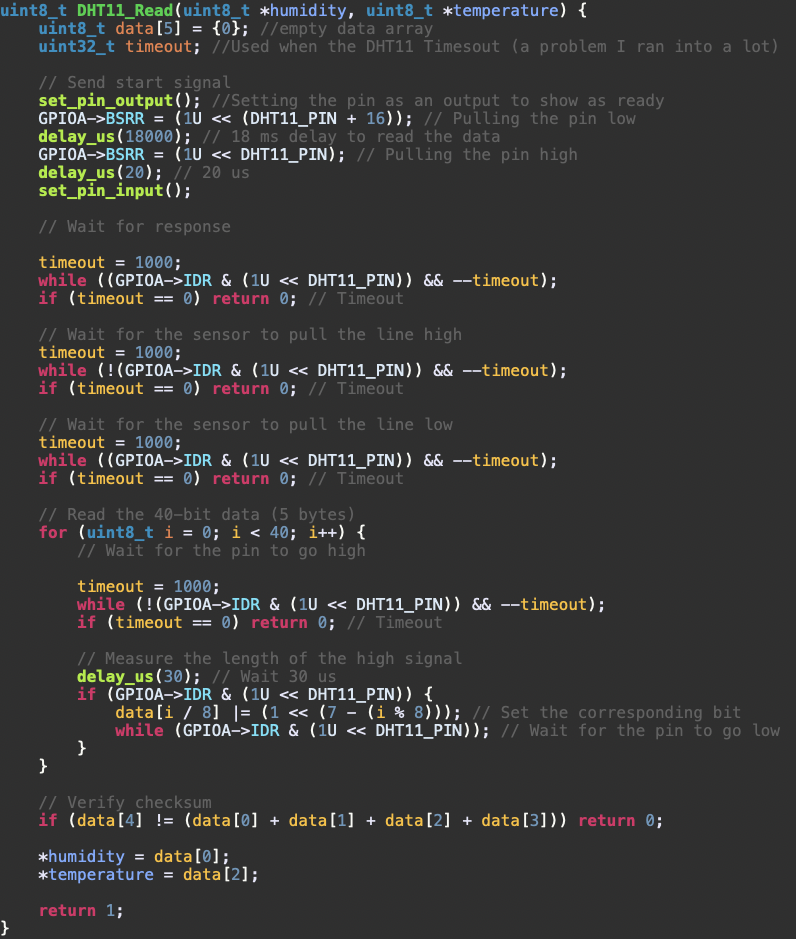 uint8_t DHT11_Read(uint8_t *humidity, uint8_t *temperature) {
    uint8_t data[5] = {0}; //empty data array
    uint32_t timeout; //Used when the DHT11 Timesout (a problem I ran into a lot)

    // Send start signal
    set_pin_output(); //Setting the pin as an output to show as ready
    GPIOA->BSRR = (1U << (DHT11_PIN + 16)); // Pulling the pin low
    delay_us(18000); // 18 ms delay to read the data
    GPIOA->BSRR = (1U << DHT11_PIN); // Pulling the pin high
    delay_us(20); // 20 us
    set_pin_input();

    // Wait for response

    timeout = 1000;
    while ((GPIOA->IDR & (1U << DHT11_PIN)) && --timeout);
    if (timeout == 0) return 0; // Timeout

    // Wait for the sensor to pull the line high
    timeout = 1000;
    while (!(GPIOA->IDR & (1U << DHT11_PIN)) && --timeout);
    if (timeout == 0) return 0; // Timeout

    // Wait for the sensor to pull the line low
    timeout = 1000;
    while ((GPIOA->IDR & (1U << DHT11_PIN)) && --timeout);
    if (timeout == 0) return 0; // Timeout

    // Read the 40-bit data (5 bytes)
    for (uint8_t i = 0; i < 40; i++) {
        // Wait for the pin to go high

        timeout = 1000;
        while (!(GPIOA->IDR & (1U << DHT11_PIN)) && --timeout);
        if (timeout == 0) return 0; // Timeout

        // Measure the length of the high signal
        delay_us(30); // Wait 30 us
        if (GPIOA->IDR & (1U << DHT11_PIN)) {
            data[i / 8] |= (1 << (7 - (i % 8))); // Set the corresponding bit
            while (GPIOA->IDR & (1U << DHT11_PIN)); // Wait for the pin to go low
        }
    }

    // Verify checksum
    if (data[4] != (data[0] + data[1] + data[2] + data[3])) return 0;

    *humidity = data[0];
    *temperature = data[2];

    return 1;
}